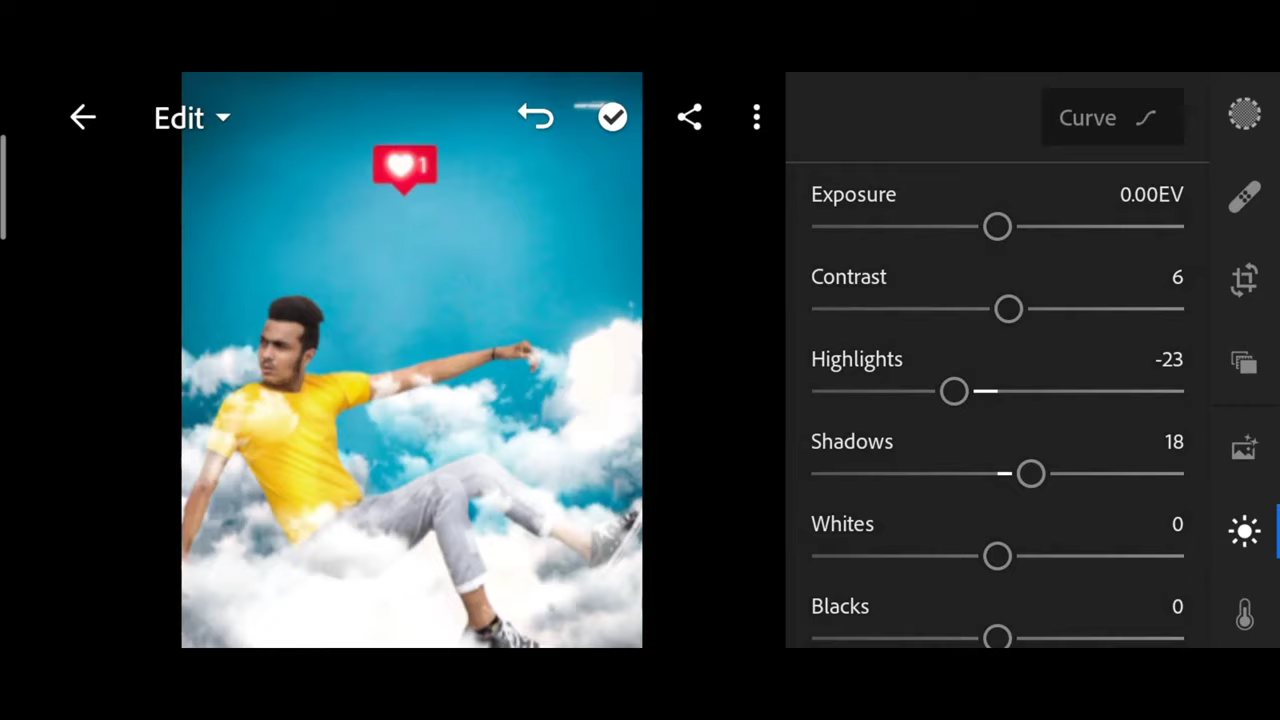 Edit
Curve
1
Exposure 0.00EV
Contrast 6
Highlights -23
Shadows 18
Whites 0
Blacks 0